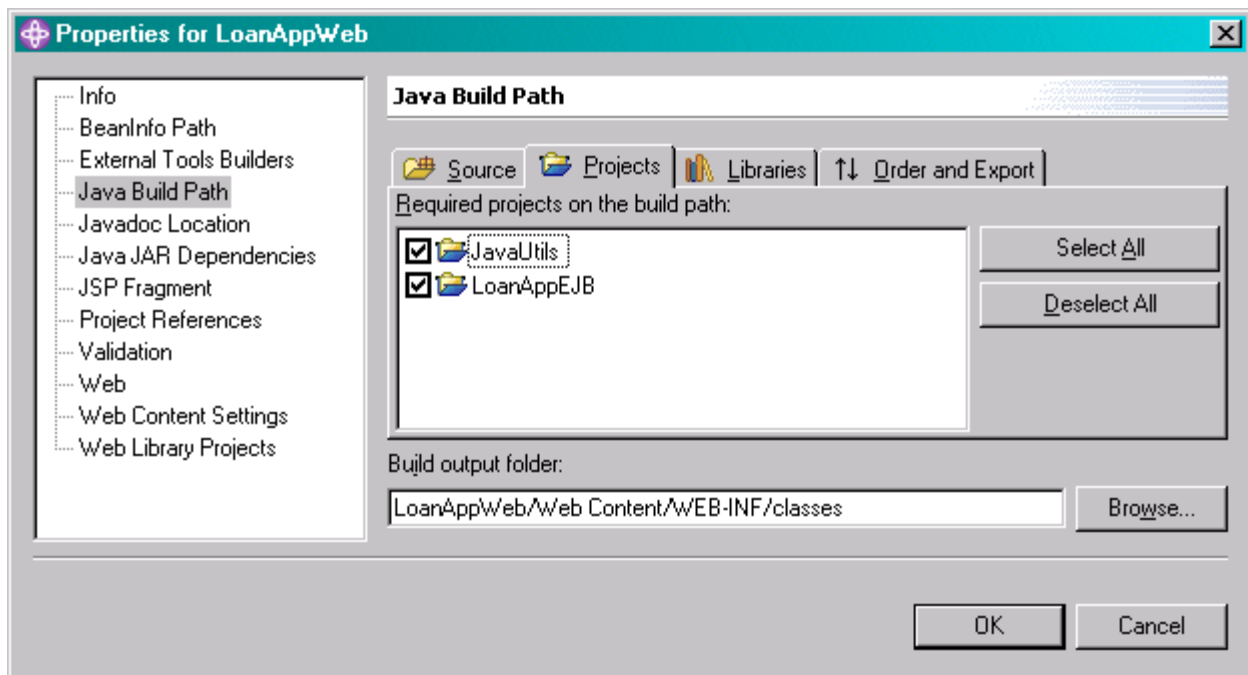 Properties for LoanAppWeb
Info
BeanInfo Path
External Tools Builders
Java Build Path
Javadoc Location
Java JAR Dependencies
JSP Fragment
Project References
Validation
Web
Web Content Settings
Web Library Projects
Java Build Path
Source Projects Libraries Order and Export
Required projects on the build path:
JavaUtils
LoanAppEJB
Select All
Deselect All
Build output folder:
LoanAppWeb/Web Content/WEB-INF/classes
Browse...
OK Cancel